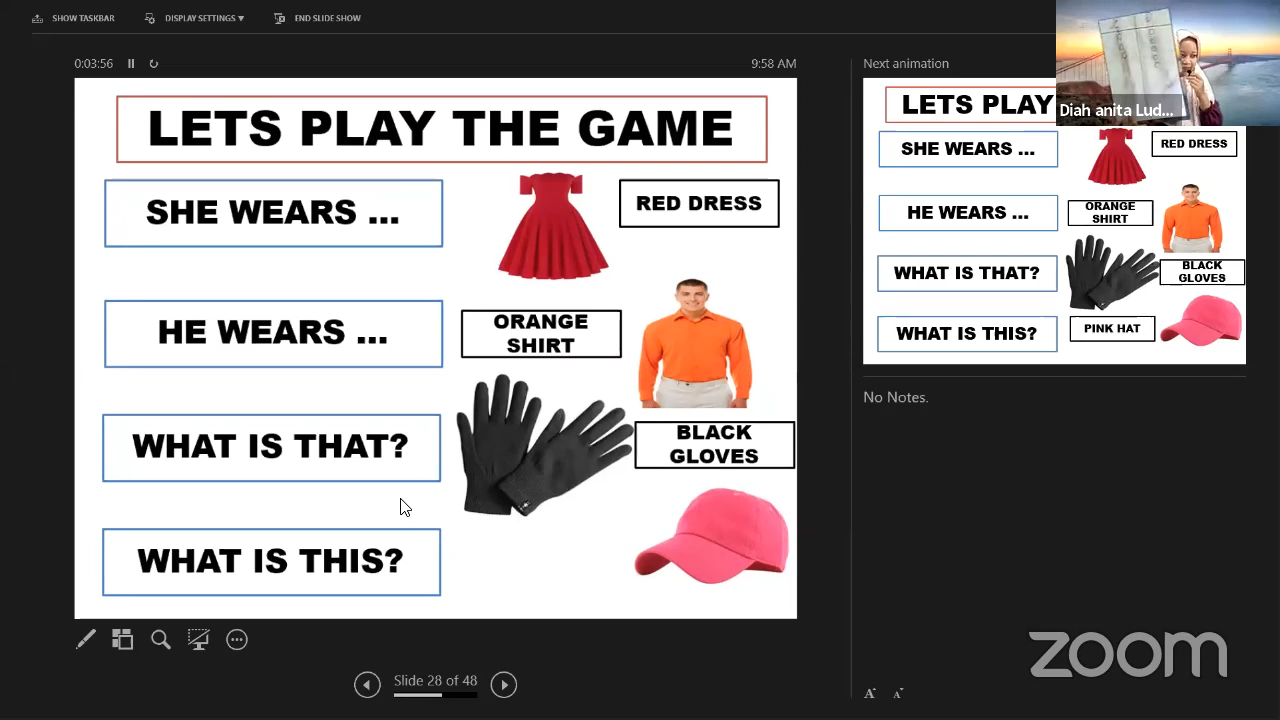 SHOW TASKBAR
DISPLAY SETTINGS ▼
END SLIDE SHOW
0:03:56
9:58 AM
LETS PLAY THE GAME
SHE WEARS ...
RED DRESS
HE WEARS ...
ORANGE
SHIRT
WHAT IS THAT?
BLACK
GLOVES
WHAT IS THIS?
Slide 28 of 48
Next animation
Diah anita Lud...
LETS PLAY
SHE WEARS ...
RED DRESS
HE WEARS ...
ORANGE
SHIRT
WHAT IS THAT?
BLACK
GLOVES
WHAT IS THIS?
PINK HAT
No Notes.
zoom
A A